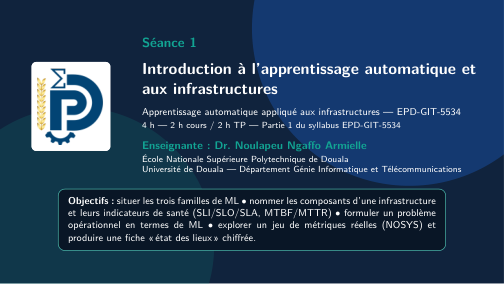 Séance 1
Introduction à l'apprentissage automatique et
aux infrastructures
Apprentissage automatique appliqué aux infrastructures — EPD-GIT-5534
4 h — 2 h cours / 2 h TP — Partie 1 du syllabus EPD-GIT-5534
Enseignante : Dr. Noulapeu Ngaffo Armielle
École Nationale Supérieure Polytechnique de Douala
Université de Douala — Département Génie Informatique et Télécommunications
Objectifs : situer les trois familles de ML • nommer les composants d'une infrastructure
et leurs indicateurs de santé (SLI/SLO/SLA, MTBF/MTTR) • formuler un problème
opérationnel en termes de ML • explorer un jeu de métriques réelles (NOSYS) et
produire une fiche « état des lieux » chiffrée.